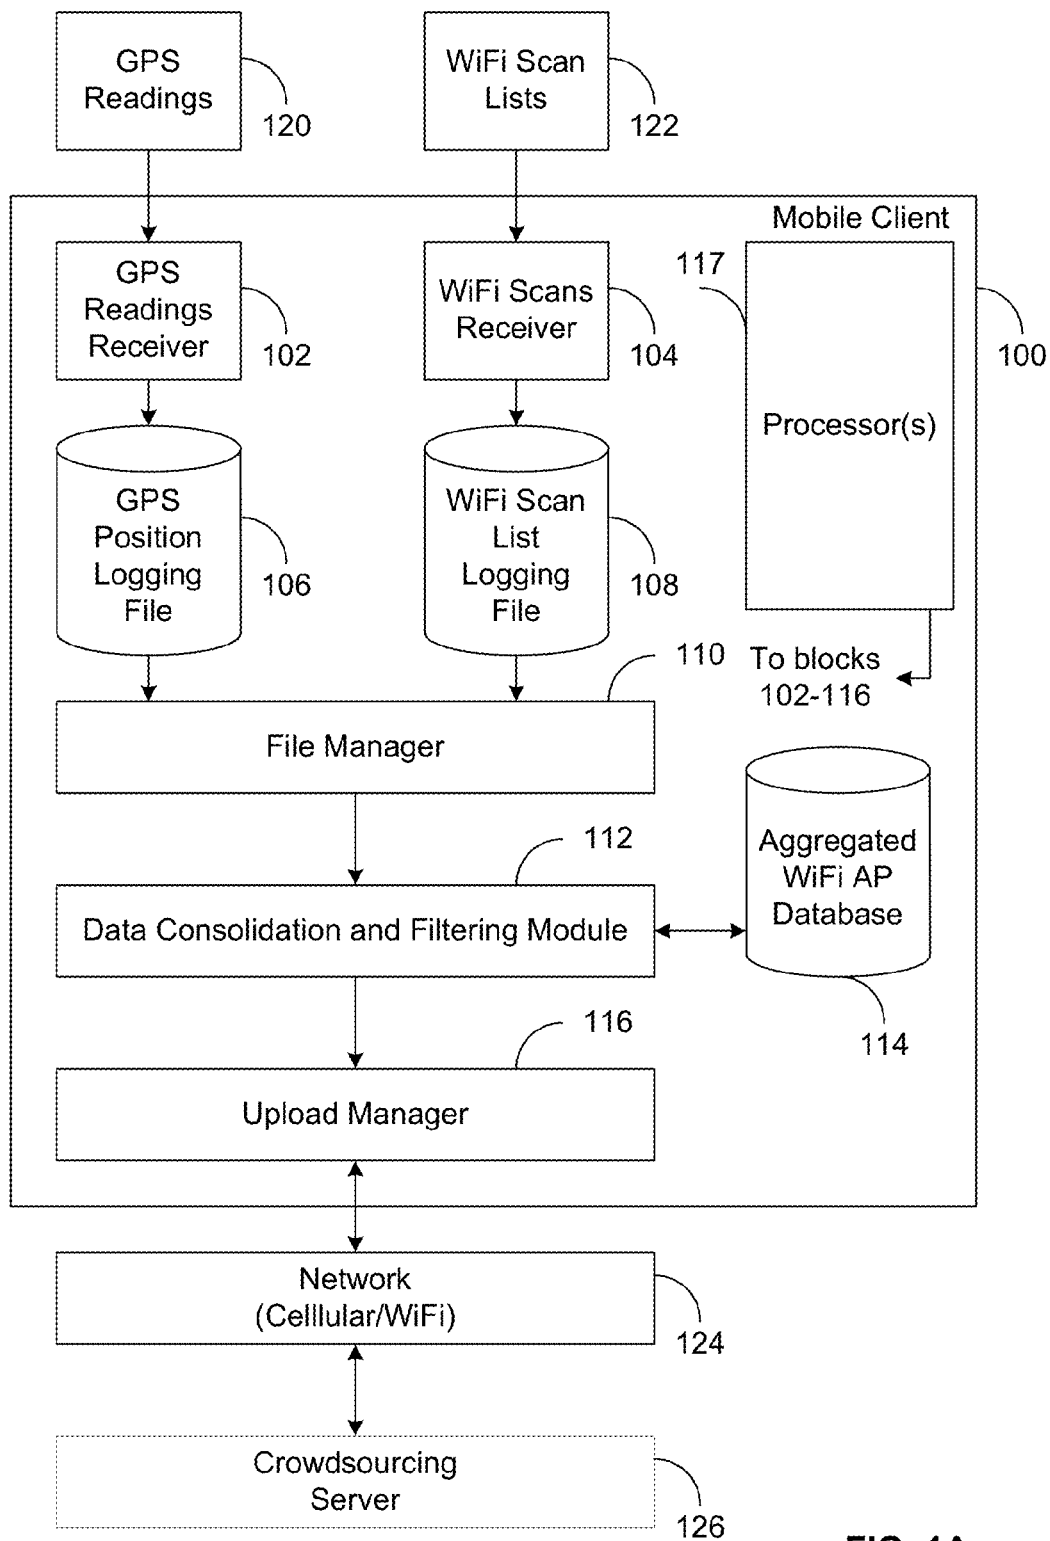 GPS
Readings
120
WiFi Scan
Lists
122
Mobile Client
100
GPS
Readings
Receiver
102
WiFi Scans
Receiver
104
117
Processor(s)
GPS
Position
Logging
File
106
WiFi Scan
List
Logging
File
108
To blocks
102-116
110
File Manager
112
Data Consolidation and Filtering Module
Aggregated
WiFi AP
Database
114
116
Upload Manager
Network
(Celllular/WiFi)
124
Crowdsourcing
Server
126
FIG. 1A